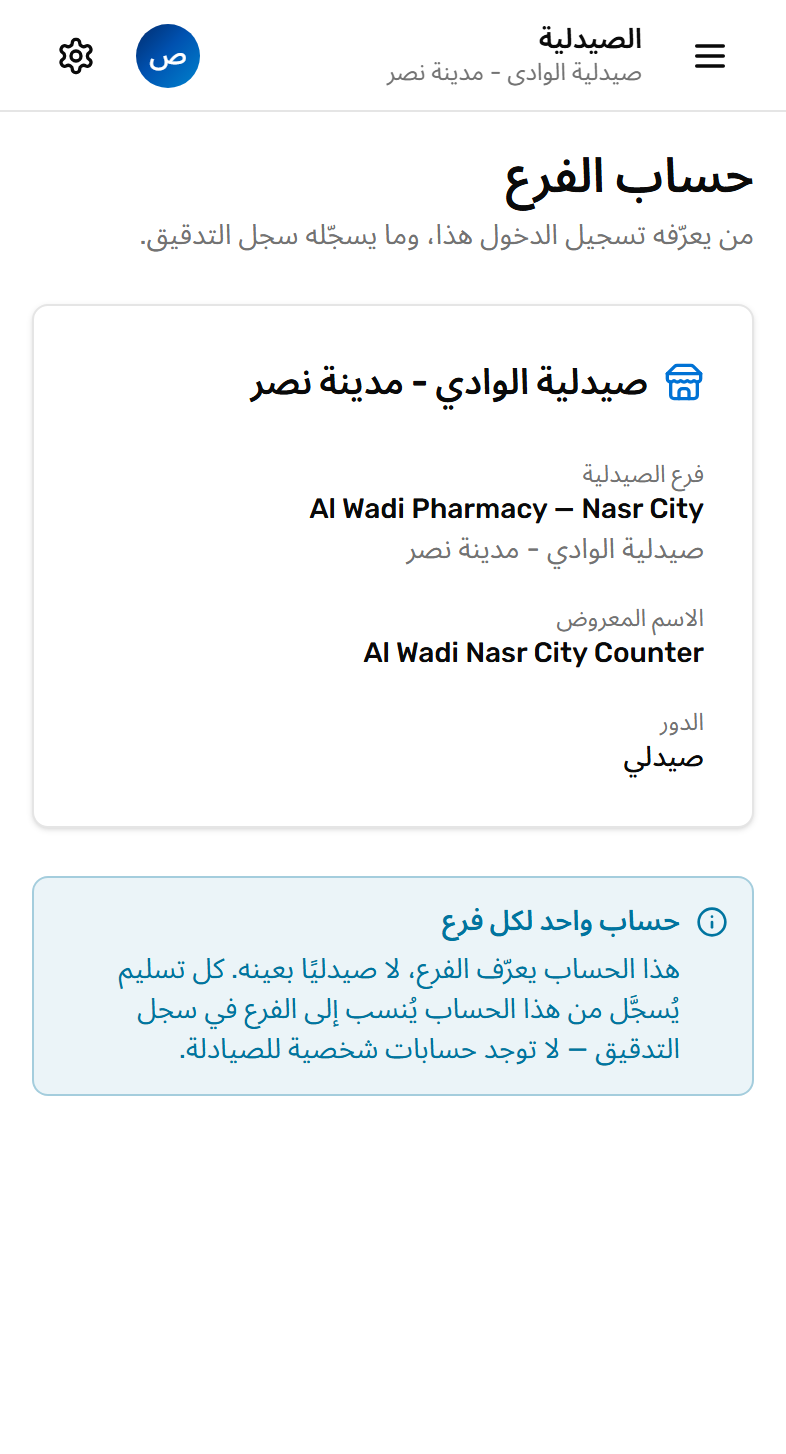 الصيدلية
صيدلية الوادي - مدينة نصر
ص
حساب الفرع
من يعرّفه تسجيل الدخول هذا، وما يسجّله سجل التدقيق.
صيدلية الوادي - مدينة نصر
فرع الصيدلية
Al Wadi Pharmacy – Nasr City
صيدلية الوادي - مدينة نصر
الاسم المعروض
Al Wadi Nasr City Counter
الدور
صيدلي
حساب واحد لكل فرع
هذا الحساب يعرّف الفرع، لا صيدليًا بعينه. كل تسليم
يُسجَّل من هذا الحساب يُنسب إلى الفرع في سجل
التدقيق – لا توجد حسابات شخصية للصيادلة.